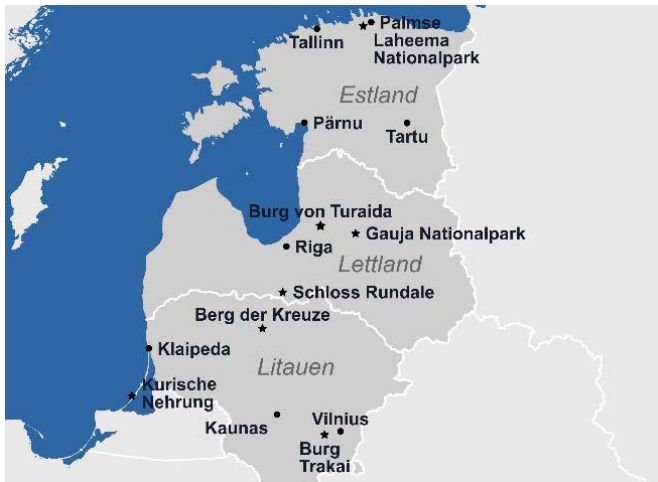 Palmse
Tallinn
Laheema
Nationalpark
Estland
Pärnu
Tartu
Burg von Turaida
Gauja Nationalpark
Riga
Lettland
Schloss Rundale
Berg der Kreuze
Klaipeda
Litauen
Kurische
Nehrung
Kaunas
Vilnius
Burg
Trakai